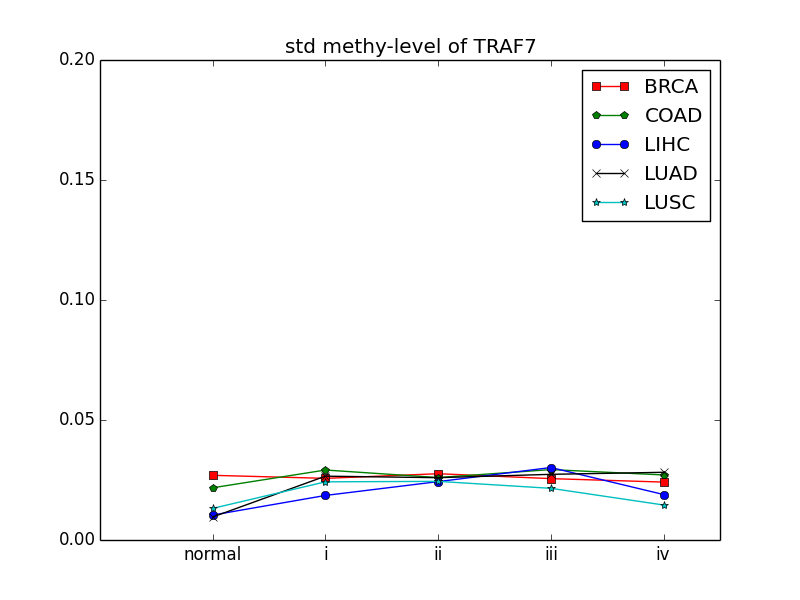 std methy-level of TRAF7
0.20
0.15
0.10
0.05
0.00
normal i ii iii iv
BRCA
COAD
LIHC
LUAD
LUSC